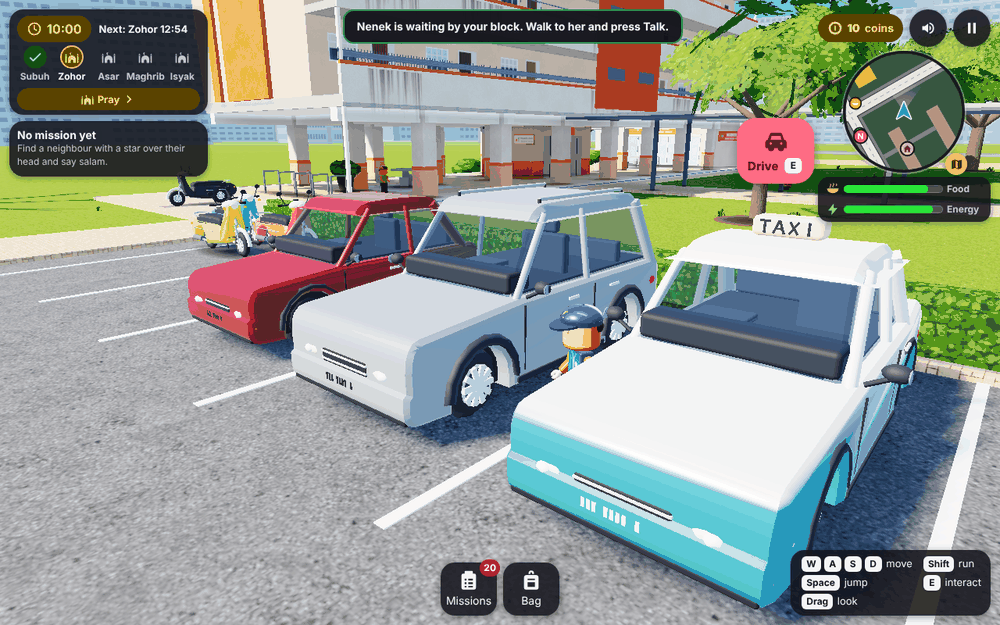 10:00
Next: Zohor 12:54
Subuh
Zohor
Asar
Maghrib
Isyak
Pray >
No mission yet
Find a neighbour with a star over their
head and say salam.
Nenek is waiting by your block. Walk to her and press Talk.
10 coins
N
Drive E
Food
Energy
TAXI
20
Missions
Bag
W A S D move Shift run
Space jump E interact
Drag look